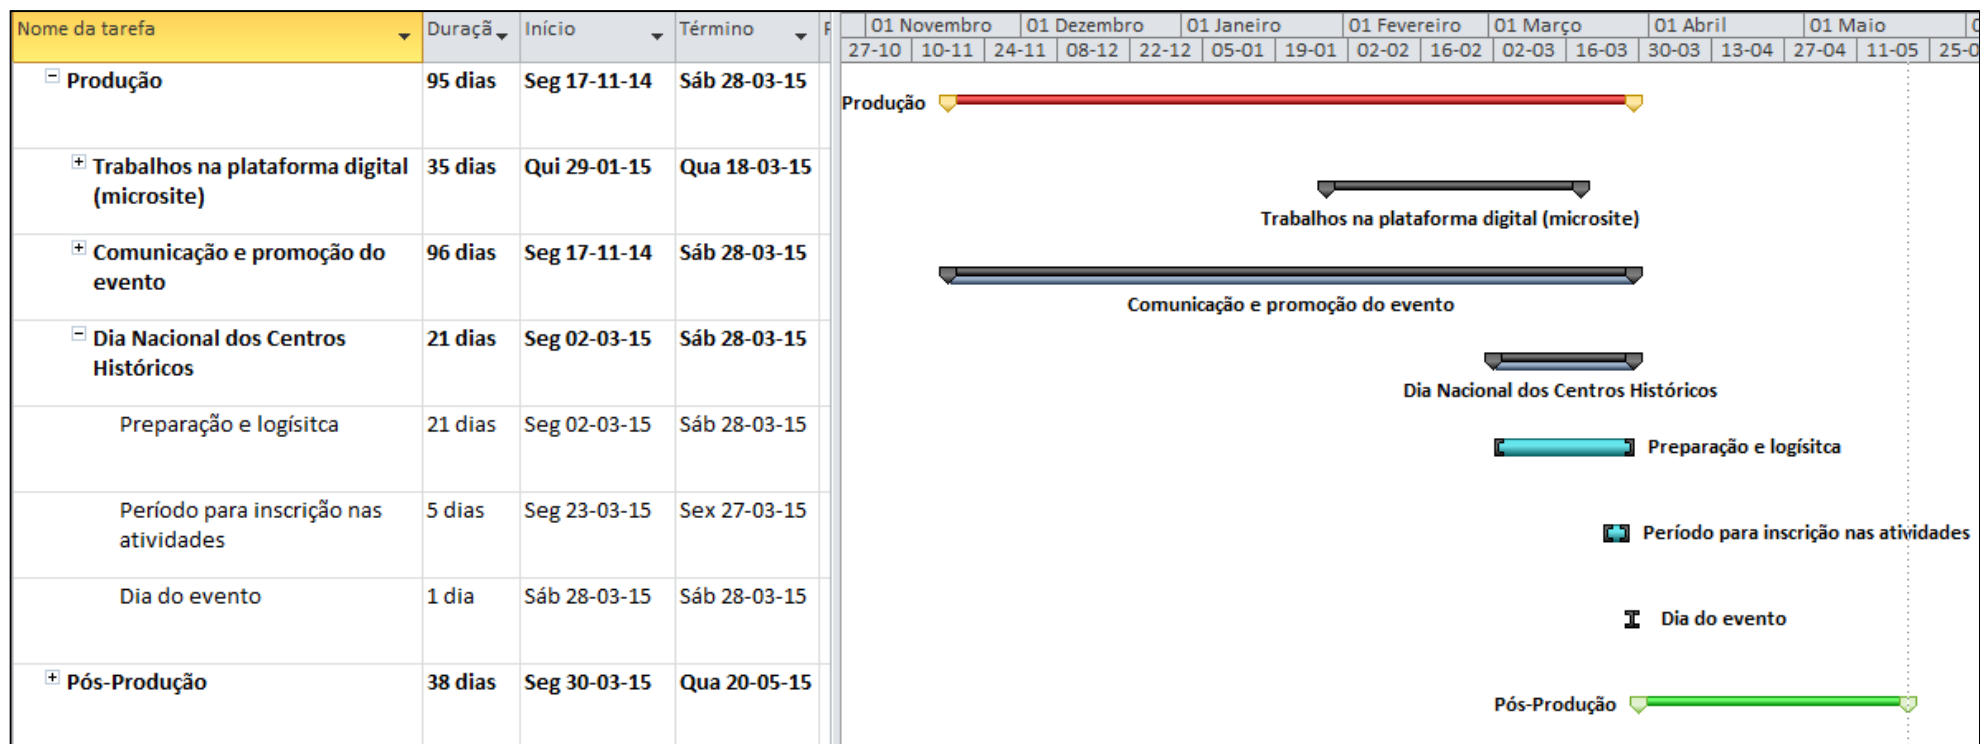 Nome da tarefa Duraçã Início Término
01 Novembro 01 Dezembro 01 Janeiro 01 Fevereiro 01 Março 01 Abril 01 Maio
27-10 10-11 24-11 08-12 22-12 05-01 19-01 02-02 16-02 02-03 16-03 30-03 13-04 27-04 11-05 25-0
Produção 95 dias Seg 17-11-14 Sáb 28-03-15
Produção
Trabalhos na plataforma digital 35 dias Qui 29-01-15 Qua 18-03-15
(microsite)
Trabalhos na plataforma digital (microsite)
Comunicação e promoção do 96 dias Seg 17-11-14 Sáb 28-03-15
evento
Comunicação e promoção do evento
Dia Nacional dos Centros 21 dias Seg 02-03-15 Sáb 28-03-15
Históricos
Dia Nacional dos Centros Históricos
Preparação e logísitca 21 dias Seg 02-03-15 Sáb 28-03-15
Preparação e logísitca
Período para inscrição nas 5 dias Seg 23-03-15 Sex 27-03-15
atividades
Período para inscrição nas atividades
Dia do evento 1 dia Sáb 28-03-15 Sáb 28-03-15
Dia do evento
Pós-Produção 38 dias Seg 30-03-15 Qua 20-05-15
Pós-Produção